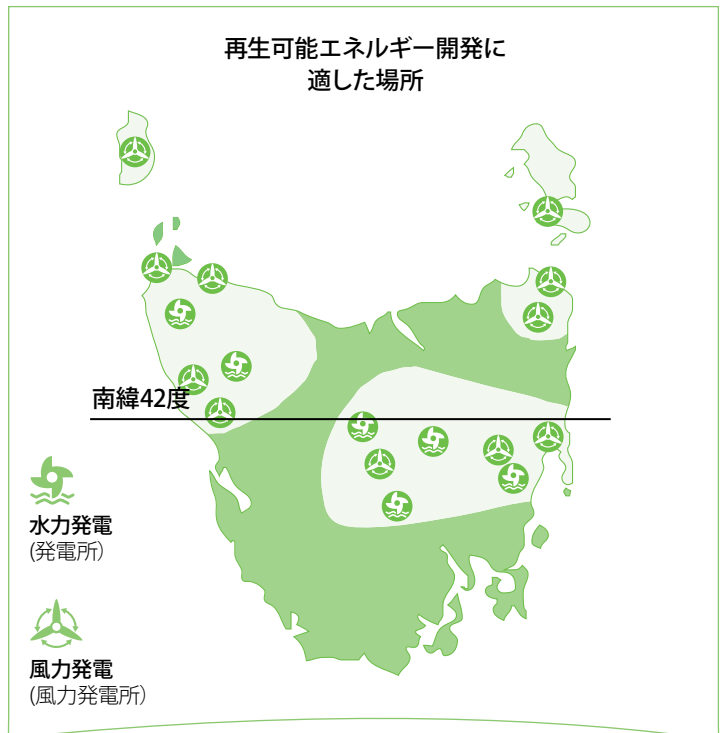 再生可能エネルギー開発に
適した場所
南緯42度
水力発電
(発電所)
風力発電
(風力発電所)